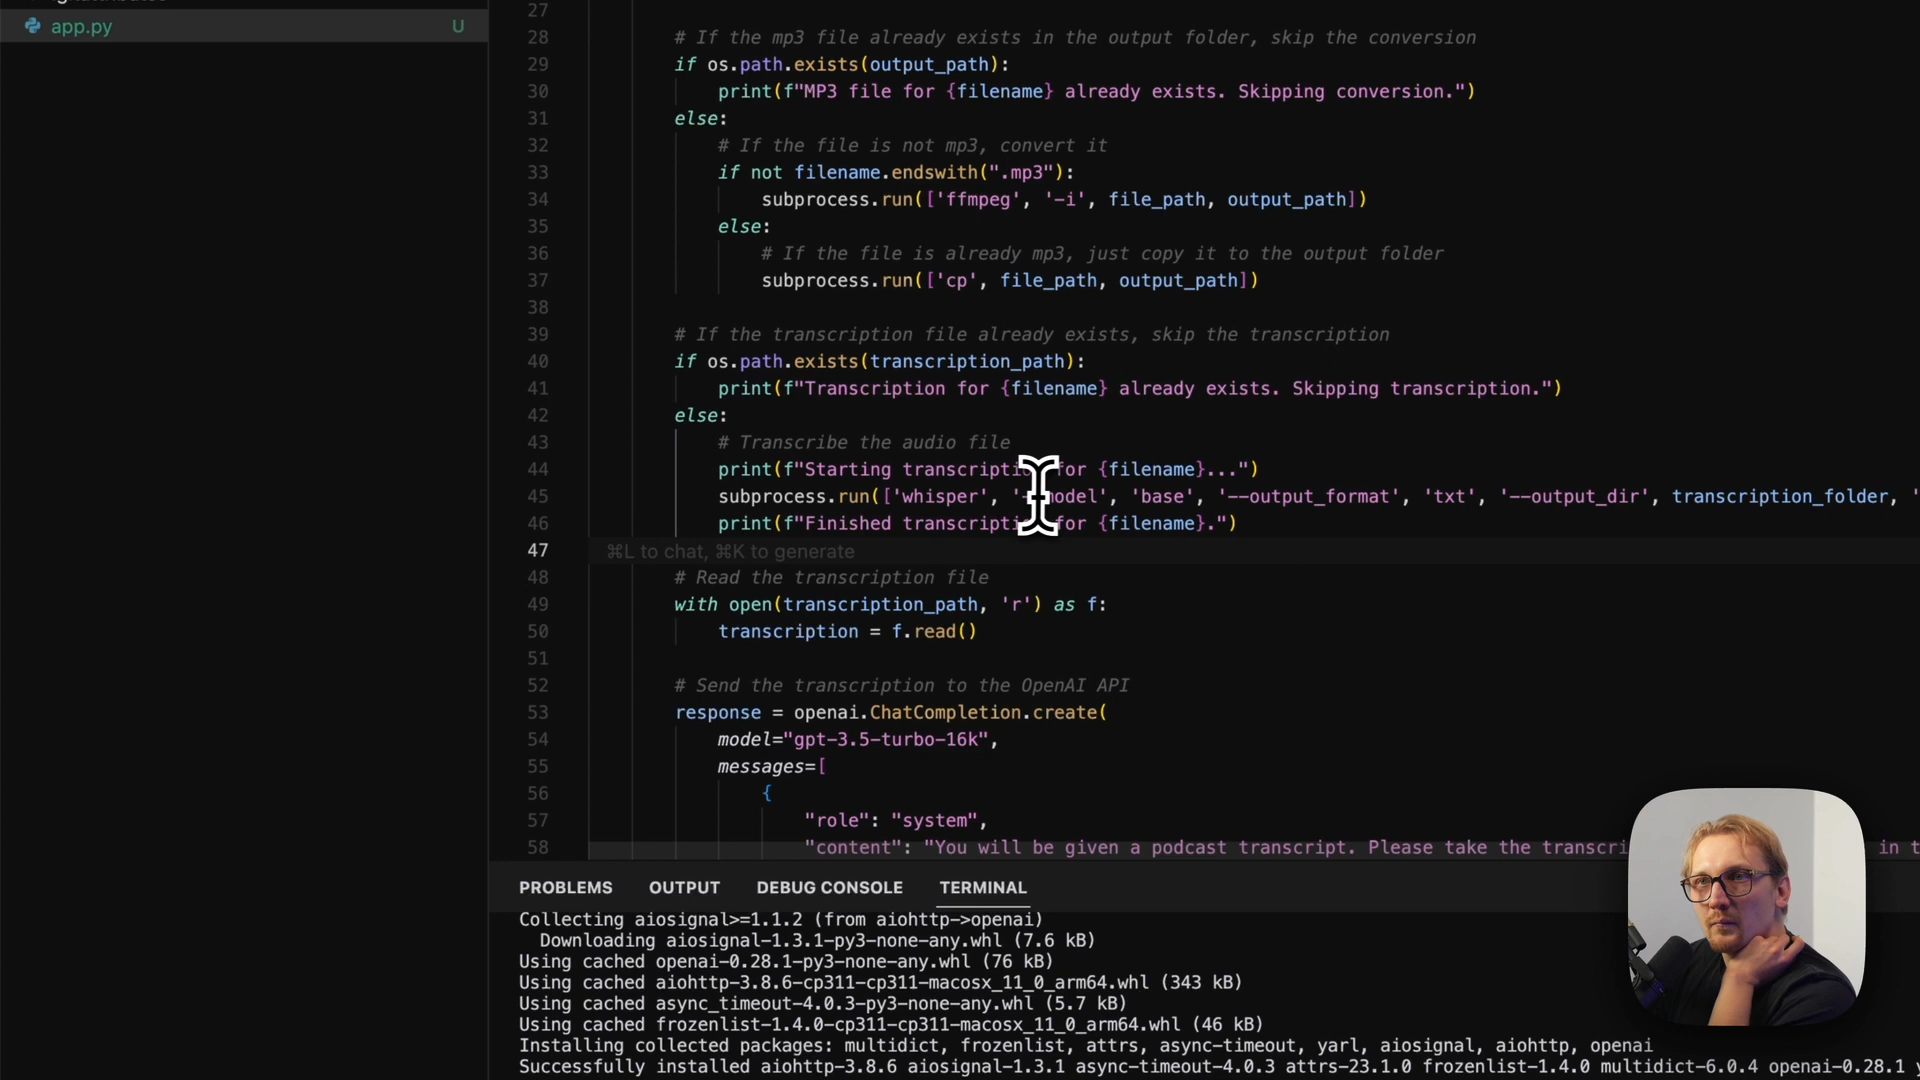 app.py U
27
28 # If the mp3 file already exists in the output folder, skip the conversion
29 if os.path.exists(output_path):
30 print(f"MP3 file for {filename} already exists. Skipping conversion.")
31 else:
32 # If the file is not mp3, convert it
33 if not filename.endswith(".mp3"):
34 subprocess.run(['ffmpeg', '-i', file_path, output_path])
35 else:
36 # If the file is already mp3, just copy it to the output folder
37 subprocess.run(['cp', file_path, output_path])
38
39 # If the transcription file already exists, skip the transcription
40 if os.path.exists(transcription_path):
41 print(f"Transcription for {filename} already exists. Skipping transcription.")
42 else:
43 # Transcribe the audio file
44 print(f"Starting transcription for {filename}...")
45 subprocess.run(['whisper', '--model', 'base', '--output_format', 'txt', '--output_dir', transcription_folder, '
46 print(f"Finished transcription for {filename}.")
47 ⌘L to chat, ⌘K to generate
48 # Read the transcription file
49 with open(transcription_path, 'r') as f:
50 transcription = f.read()
51
52 # Send the transcription to the OpenAI API
53 response = openai.ChatCompletion.create(
54 model="gpt-3.5-turbo-16k",
55 messages=[
56 {
57 "role": "system",
58 "content": "You will be given a podcast transcript. Please take the transcri in t
PROBLEMS OUTPUT DEBUG CONSOLE TERMINAL
Collecting aiosignal>=1.1.2 (from aiohttp->openai)
Downloading aiosignal-1.3.1-py3-none-any.whl (7.6 kB)
Using cached openai-0.28.1-py3-none-any.whl (76 kB)
Using cached aiohttp-3.8.6-cp311-cp311-macosx_11_0_arm64.whl (343 kB)
Using cached async_timeout-4.0.3-py3-none-any.whl (5.7 kB)
Using cached frozenlist-1.4.0-cp311-cp311-macosx_11_0_arm64.whl (46 kB)
Installing collected packages: multidict, frozenlist, attrs, async-timeout, yarl, aiosignal, aiohttp, openai
Successfully installed aiohttp-3.8.6 aiosignal-1.3.1 async-timeout-4.0.3 attrs-23.1.0 frozenlist-1.4.0 multidict-6.0.4 openai-0.28.1 y